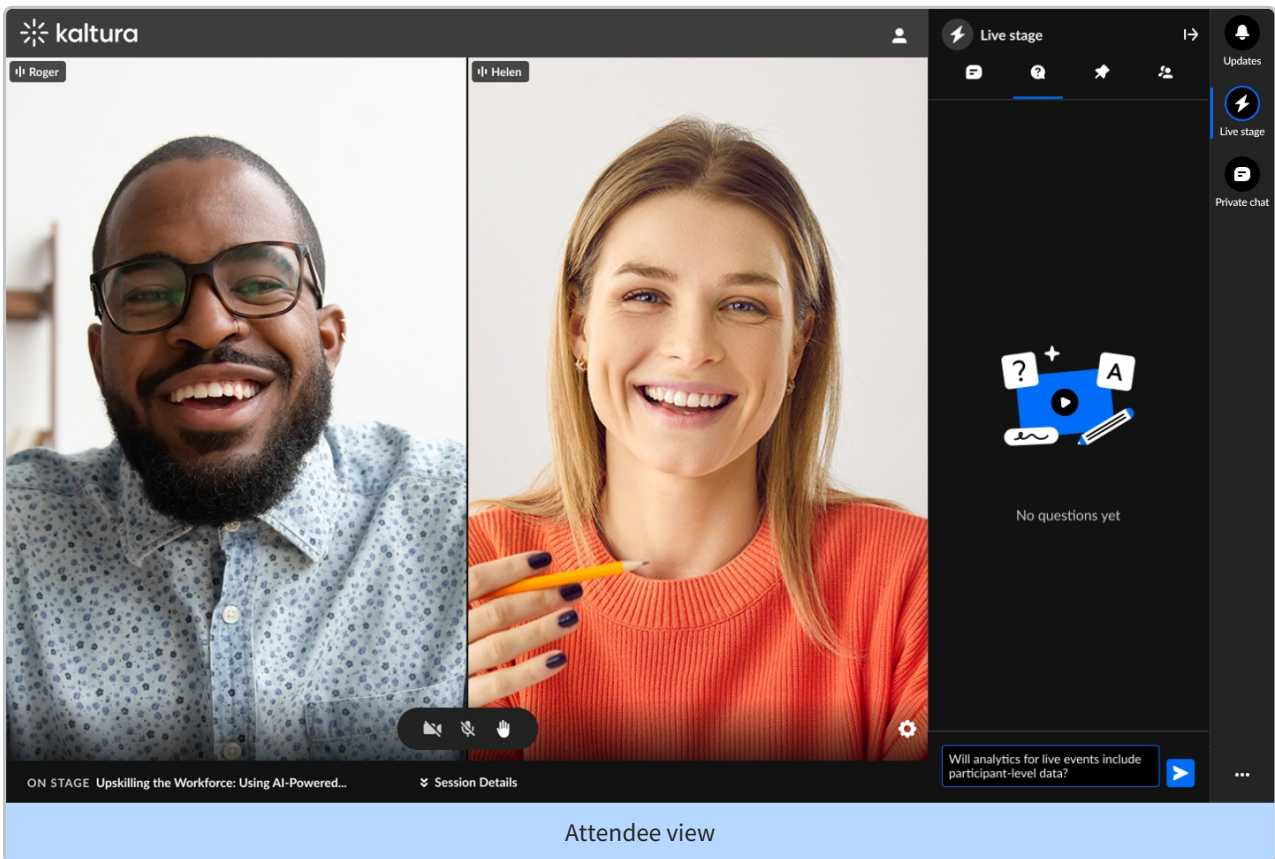 kaltura
Roger
Helen
Live stage
Updates
Live stage
Private chat
?
A
No questions yet
Will analytics for live events include
participant-level data?
ON STAGE Upskilling the Workforce: Using AI-Powered...
Session Details
Attendee view